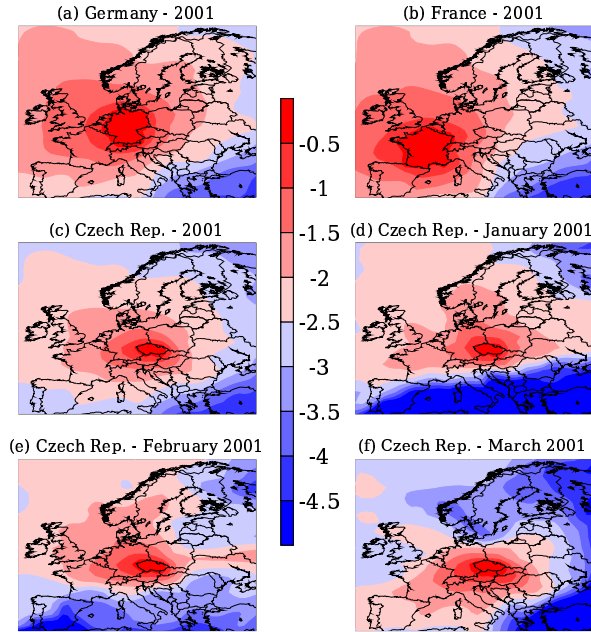 (a) Germany - 2001
(b) France - 2001
-0.5
-1
-1.5
-2
-2.5
-3
-3.5
-4
-4.5
(c) Czech Rep. - 2001
(d) Czech Rep. - January 2001
(e) Czech Rep. - February 2001
(f) Czech Rep. - March 2001